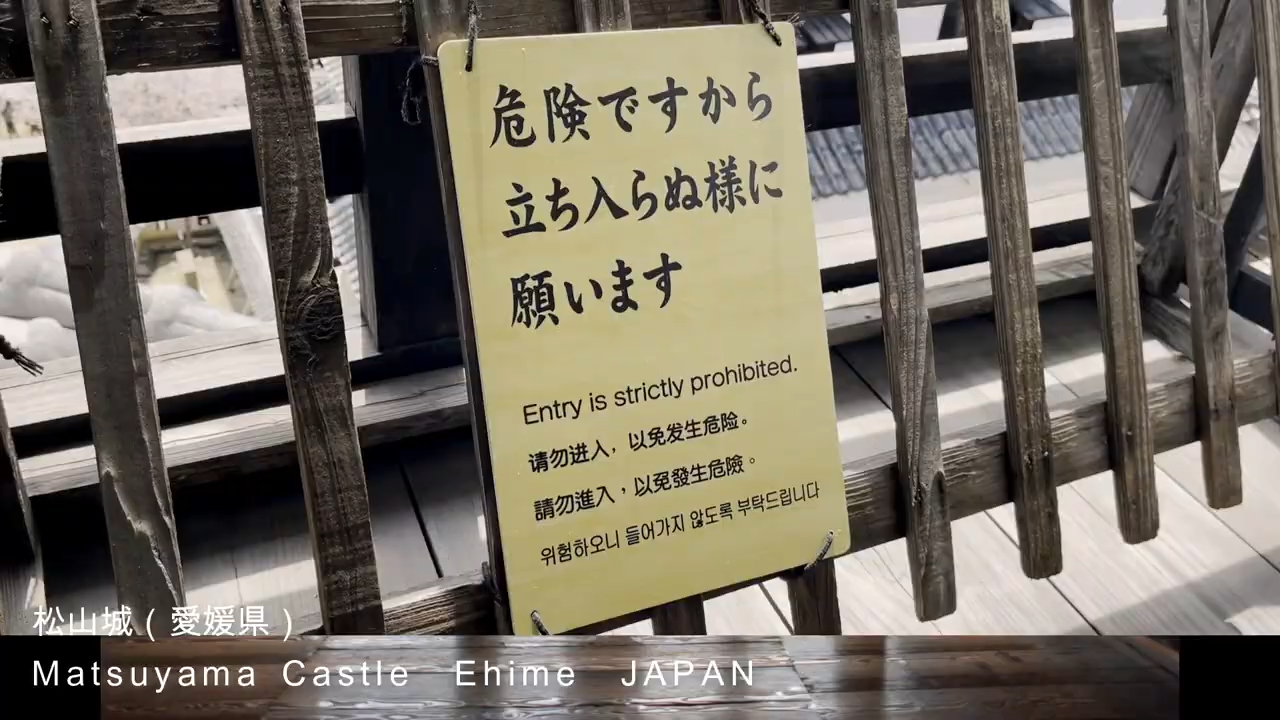 危険ですから
立ち入らぬ様に
願います
Entry is strictly prohibited.
请勿进入，以免发生危险。
請勿進入，以免發生危險。
위험하오니 들어가지 않도록 부탁드립니다
松山城（愛媛県）
Matsuyama Castle　Ehime　JAPAN